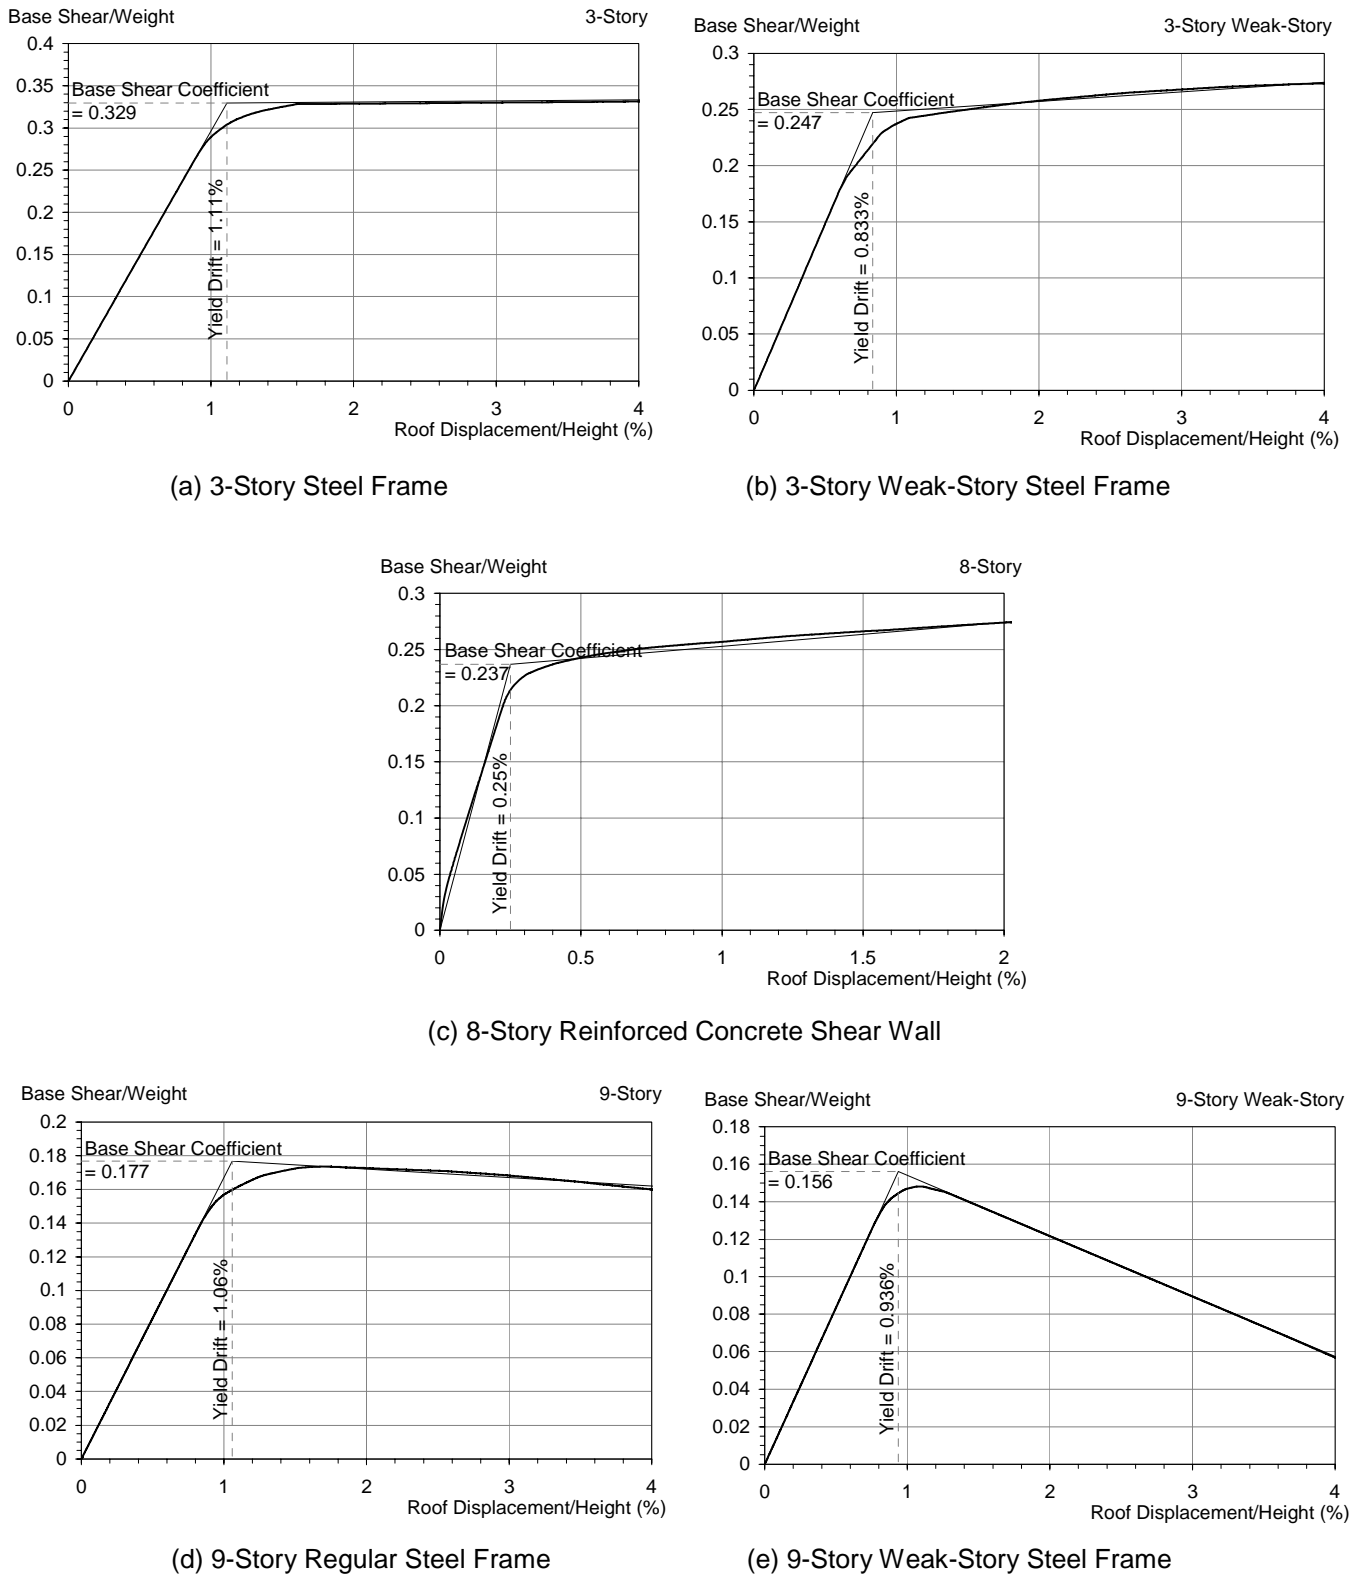 Base Shear/Weight
3-Story
0.4
0.35
0.3
0.25
0.2
0.15
0.1
0.05
0
Base Shear Coefficient
= 0.329
Yield Drift = 1.11%
0 1 2 3 4
Roof Displacement/Height (%)
(a) 3-Story Steel Frame
Base Shear/Weight
3-Story Weak-Story
0.3
0.25
0.2
0.15
0.1
0.05
0
Base Shear Coefficient
= 0.247
Yield Drift = 0.833%
0 1 2 3 4
Roof Displacement/Height (%)
(b) 3-Story Weak-Story Steel Frame
Base Shear/Weight
8-Story
0.3
0.25
0.2
0.15
0.1
0.05
0
Base Shear Coefficient
= 0.237
Yield Drift = 0.25%
0 0.5 1 1.5 2
Roof Displacement/Height (%)
(c) 8-Story Reinforced Concrete Shear Wall
Base Shear/Weight
9-Story
0.2
0.18
0.16
0.14
0.12
0.1
0.08
0.06
0.04
0.02
0
Base Shear Coefficient
= 0.177
Yield Drift = 1.06%
0 1 2 3 4
Roof Displacement/Height (%)
(d) 9-Story Regular Steel Frame
Base Shear/Weight
9-Story Weak-Story
0.18
0.16
0.14
0.12
0.1
0.08
0.06
0.04
0.02
0
Base Shear Coefficient
= 0.156
Yield Drift = 0.936%
0 1 2 3 4
Roof Displacement/Height (%)
(e) 9-Story Weak-Story Steel Frame